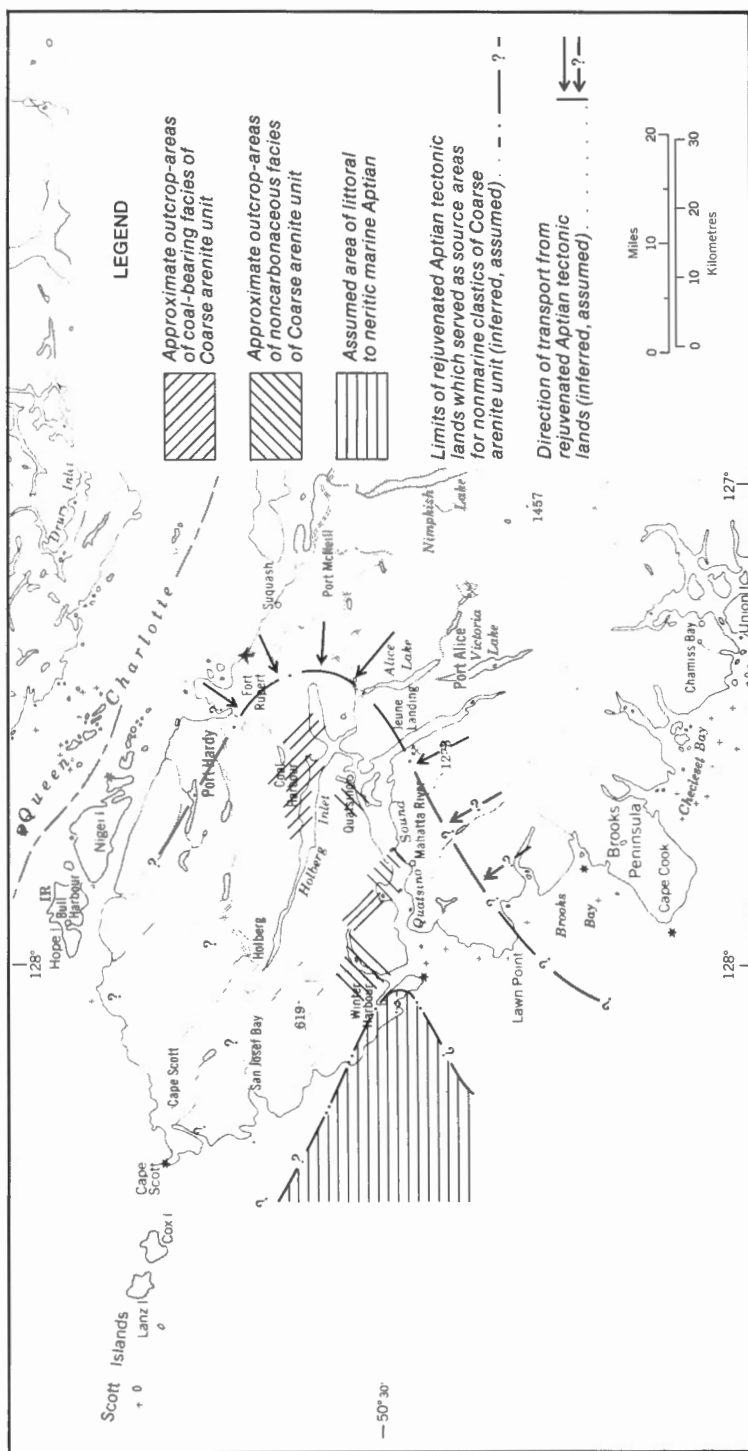 LEGEND
Approximate outcrop-areas
of coal-bearing facies of
Coarse arenite unit
Approximate outcrop-areas
of noncarbonaceous facies
of Coarse arenite unit
Assumed area of littoral
to neritic marine Aptian
Limits of rejuvenated Aptian tectonic
lands which served as source areas
for nonmarine clastics of Coarse
arenite unit (inferred, assumed) . . . . ?
Direction of transport from
rejuvenated Aptian tectonic
lands (inferred, assumed) . . . . . . . . . ?
Miles
0 10 20
0 10 20 30
Kilometres
128°
Scott Islands
Lanz I
Cox I
Cape
Scott
Cape Scott
San Josef Bay
619
Hope I
IR
Bull
Harbour
Nigei I
Queen Charlotte
Inlet
Holberg
Holberg Inlet
Port Hardy
Fort
Rupert
Suquash
Port McNeill
Nimpkish
Lake
Coal
Harbour
Quatsino
Winter
Harbour
Quatsino Sound
Mahatta River
Jeune
Landing
Alice
Lake
Port Alice
Victoria
Lake
1457
50°30'
Lawn Point
Brooks
Bay
Brooks
Peninsula
Cape Cook
Checleset Bay
Chamiss Bay
128°
127°